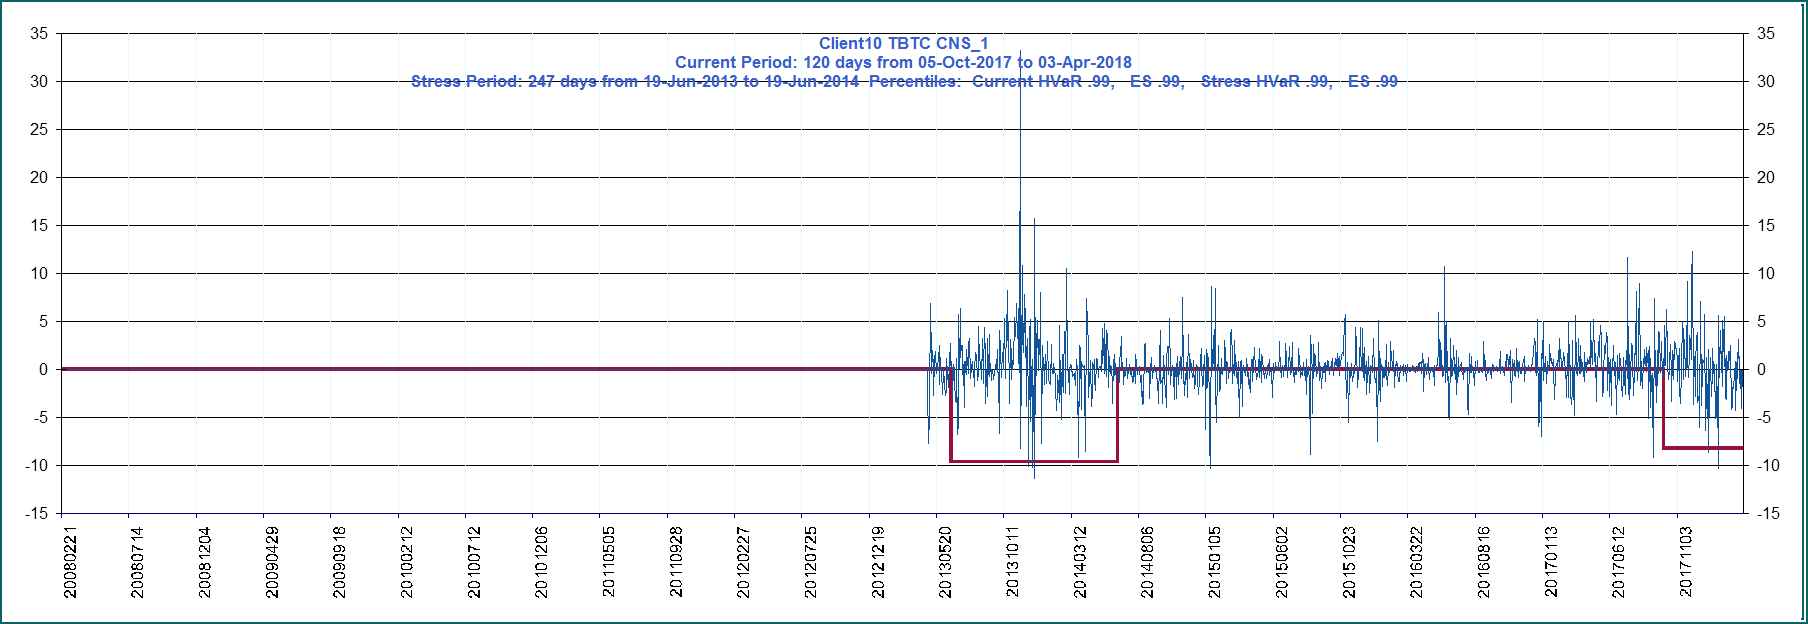 Client10 TBTC CNS_1
Current Period: 120 days from 05-Oct-2017 to 03-Apr-2018
Stress Period: 247 days from 19-Jun-2013 to 19-Jun-2014 Percentiles: Current HVaR .99, ES .99, Stress HVaR .99, ES .99
35 35
30 30
25 25
20 20
15 15
10 10
5 5
0 0
-5 -5
-10 -10
-15 -15
20080221 20080714 20081204 20090429 20090918 20100212 20100712 20101206 20110505 20110928 20120227 20120725 20121219 20130520 20131011 20140312 20140806 20150105 20150602 20151023 20160322 20160816 20170113 20170612 20171103